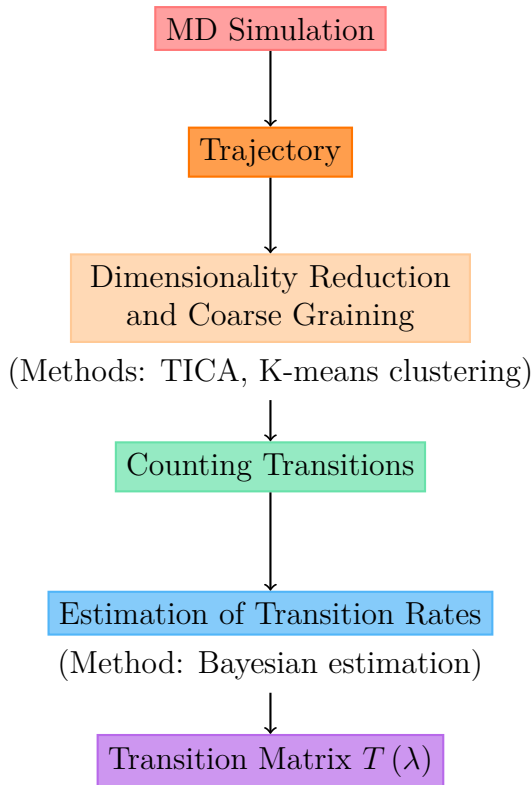 MD Simulation
Trajectory
Dimensionality Reduction
and Coarse Graining
(Methods: TICA, K-means clustering)
Counting Transitions
Estimation of Transition Rates
(Method: Bayesian estimation)
Transition Matrix T (λ)